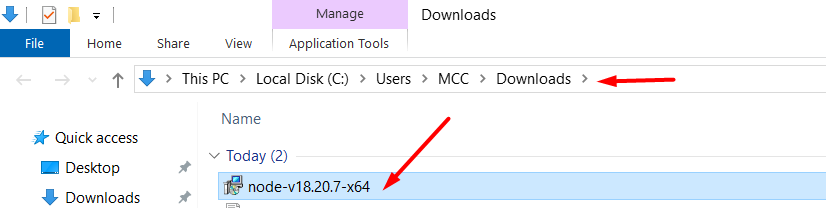 Manage
Downloads
File
Home
Share
View
Application Tools
This PC > Local Disk (C:) > Users > MCC > Downloads >
Name
Quick access
Today (2)
Desktop
node-v18.20.7-x64
Downloads